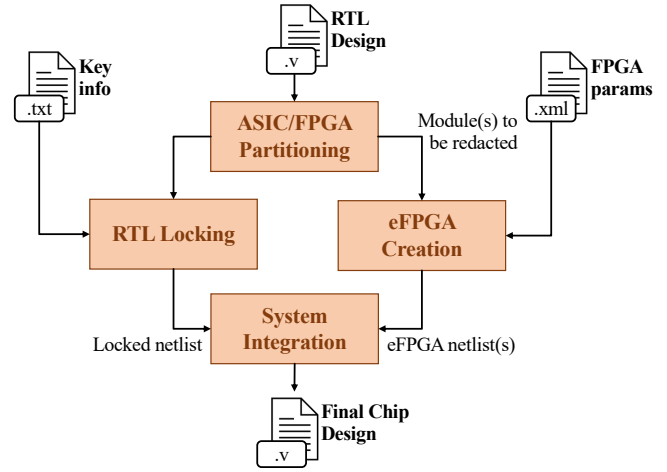 RTL
Design
.v
Key
info
.txt
FPGA
params
.xml
ASIC/FPGA
Partitioning
Module(s) to
be redacted
RTL Locking
eFPGA
Creation
System
Integration
Locked netlist
eFPGA netlist(s)
Final Chip
Design
.v